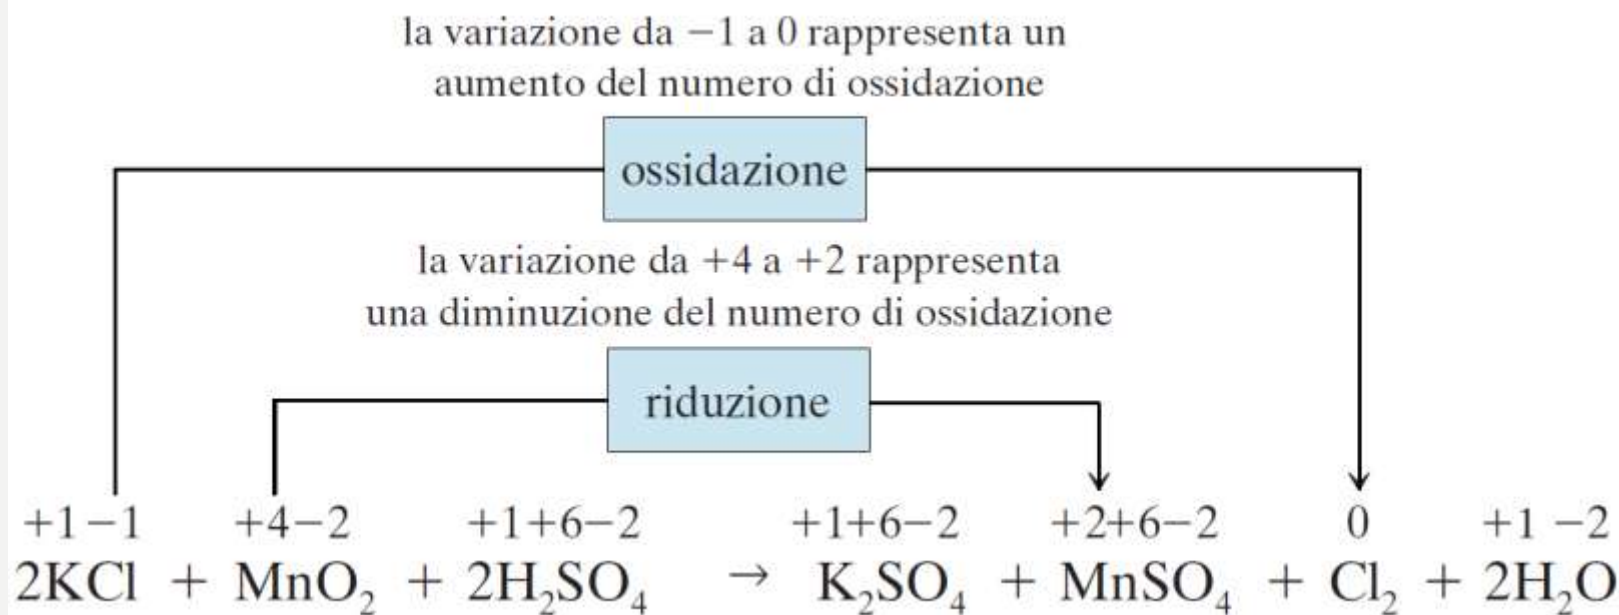 la variazione da −1 a 0 rappresenta un
aumento del numero di ossidazione
ossidazione
la variazione da +4 a +2 rappresenta
una diminuzione del numero di ossidazione
riduzione
+1−1 +4−2 +1+6−2 +1+6−2 +2+6−2 0 +1 −2
2KCl + MnO₂ + 2H₂SO₄ → K₂SO₄ + MnSO₄ + Cl₂ + 2H₂O